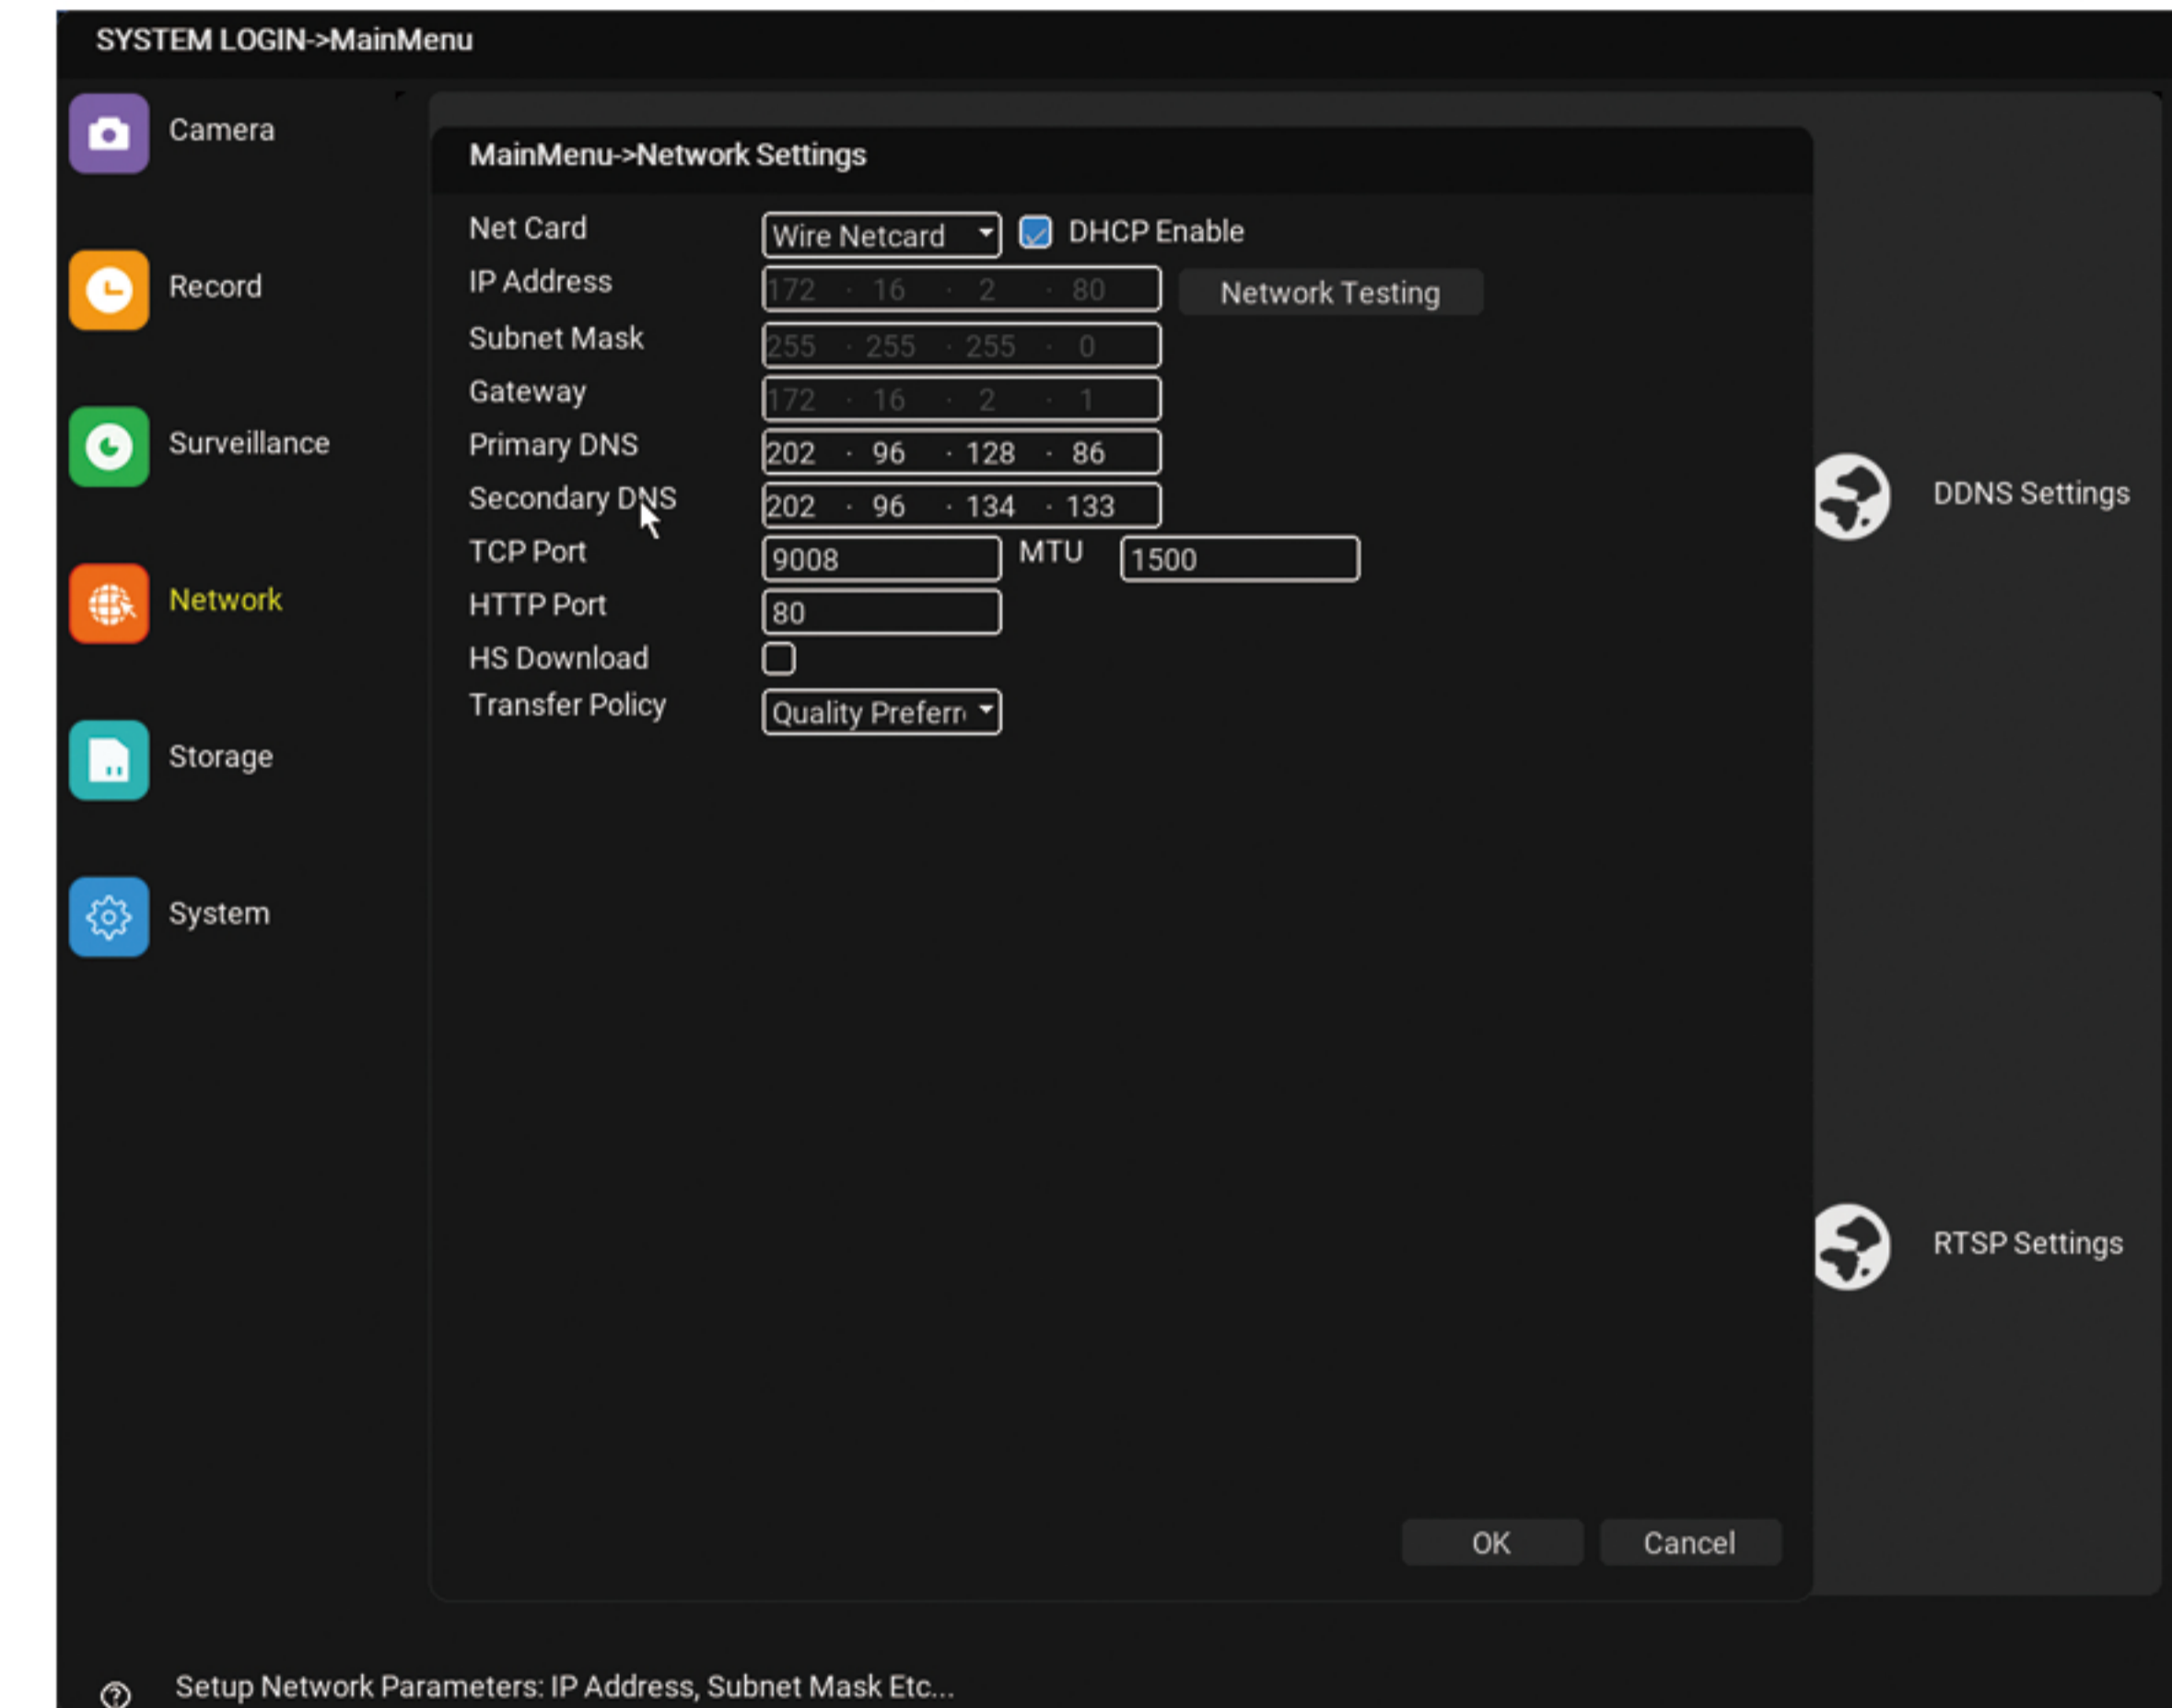 SYSTEM LOGIN->MainMenu
Camera
Record
Surveillance
Network
Storage
System
MainMenu->Network Settings
Net Card Wire Netcard DHCP Enable
IP Address 172 · 16 · 2 · 80 Network Testing
Subnet Mask 255 · 255 · 255 · 0
Gateway 172 · 16 · 2 · 1
Primary DNS 202 · 96 · 128 · 86
Secondary DNS 202 · 96 · 134 · 133
TCP Port 9008 MTU 1500
HTTP Port 80
HS Download
Transfer Policy Quality Preferr
DDNS Settings
RTSP Settings
OK Cancel
Setup Network Parameters: IP Address, Subnet Mask Etc...